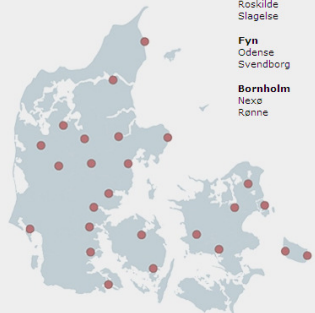 Roskilde
Slagelse
Fyn
Odense
Svendborg
Bornholm
Nexø
Rønne